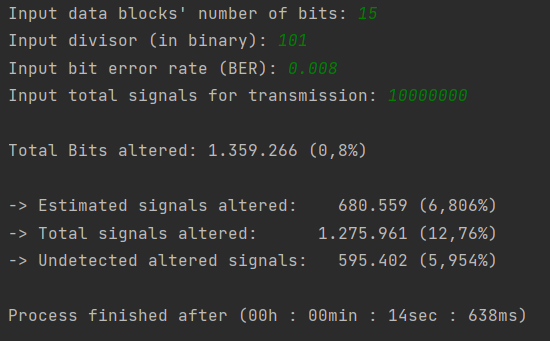 Input data blocks' number of bits: 15
Input divisor (in binary): 101
Input bit error rate (BER): 0.008
Input total signals for transmission: 10000000
Total Bits altered: 1.359.266 (0,8%)
-> Estimated signals altered: 680.559 (6,806%)
-> Total signals altered: 1.275.961 (12,76%)
-> Undetected altered signals: 595.402 (5,954%)
Process finished after (00h : 00min : 14sec : 638ms)